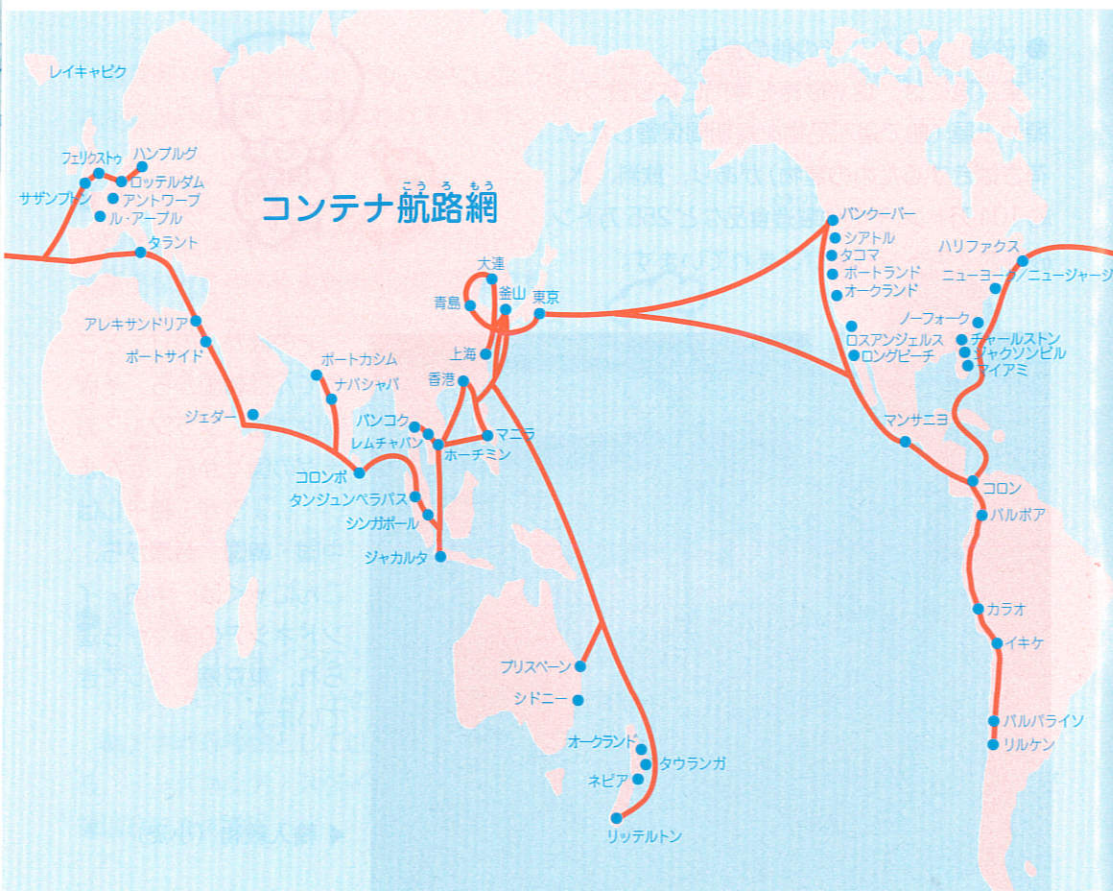 レイキャビク
フェリクストゥ
ハンブルグ
サザンプトン
ロッテルダム
アントワープ
ル・アーブル
タラント
コンテナ航路網
こうろもう
アレキサンドリア
ポートサイド
ジェダー
ポートカシム
ナバシャバ
コロンボ
大連
釜山
東京
青島
上海
香港
バンコク
レムチャバン
ホーチミン
マニラ
タンジュンペラパス
シンガポール
ジャカルタ
ブリスベーン
シドニー
オークランド
タウランガ
ネピア
リッテルトン
バンクーバー
シアトル
タコマ
ポートランド
オークランド
ロスアンジェルス
ロングビーチ
マンサニヨ
ハリファクス
ニューヨーク/ニュージャージ
ノーフォーク
チャールストン
ジャクソンビル
マイアミ
コロン
バルボア
カラオ
イキケ
バルパライソ
リルケン